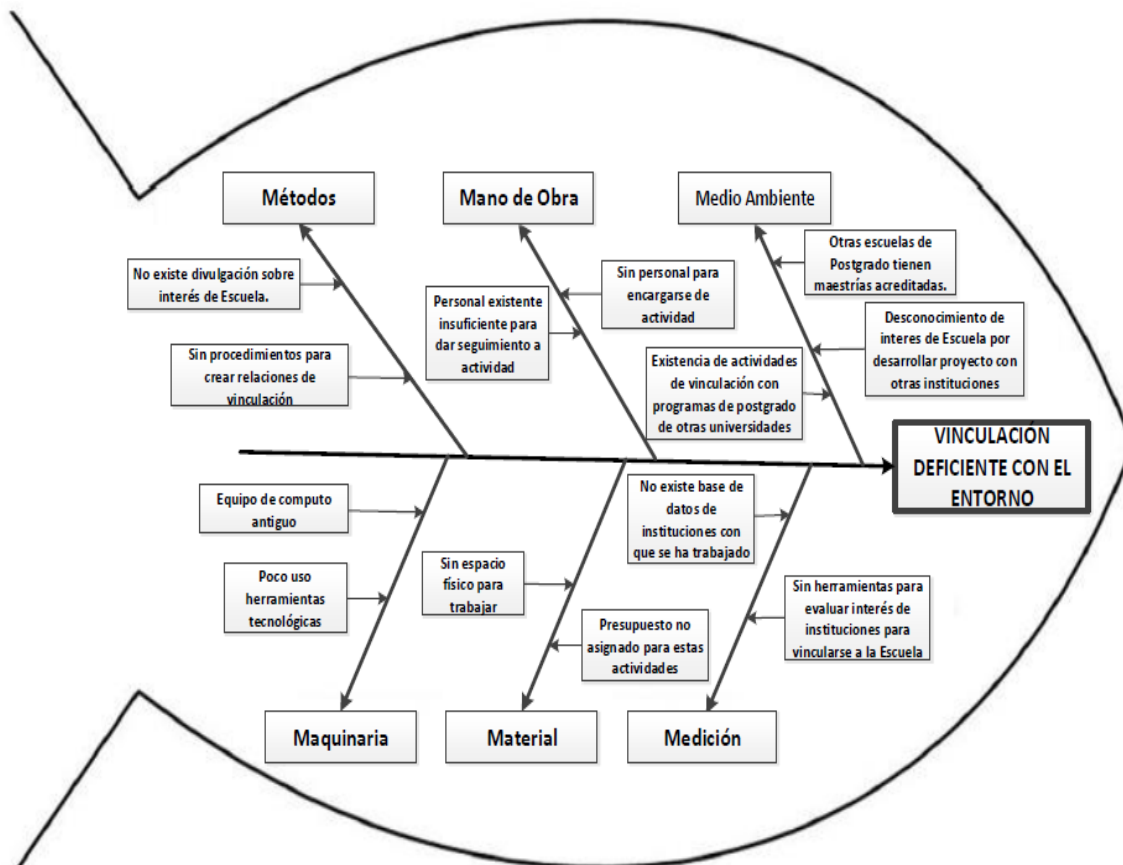 Métodos
Mano de Obra
Medio Ambiente
No existe divulgación sobre
interés de Escuela.
Sin procedimientos para
crear relaciones de
vinculación
Personal existente
insuficiente para
dar seguimiento a
actividad
Sin personal para
encargarse de
actividad
Otras escuelas de
Postgrado tienen
maestrías acreditadas.
Desconocimiento de
interes de Escuela por
desarrollar proyecto con
otras instituciones
Existencia de actividades
de vinculación con
programas de postgrado
de otras universidades
VINCULACIÓN
DEFICIENTE CON EL
ENTORNO
Equipo de computo
antiguo
Poco uso
herramientas
tecnológicas
Sin espacio
físico para
trabajar
Presupuesto no
asignado para estas
actividades
No existe base de
datos de
instituciones con
que se ha trabajado
Sin herramientas para
evaluar interés de
instituciones para
vincularse a la Escuela
Maquinaria
Material
Medición